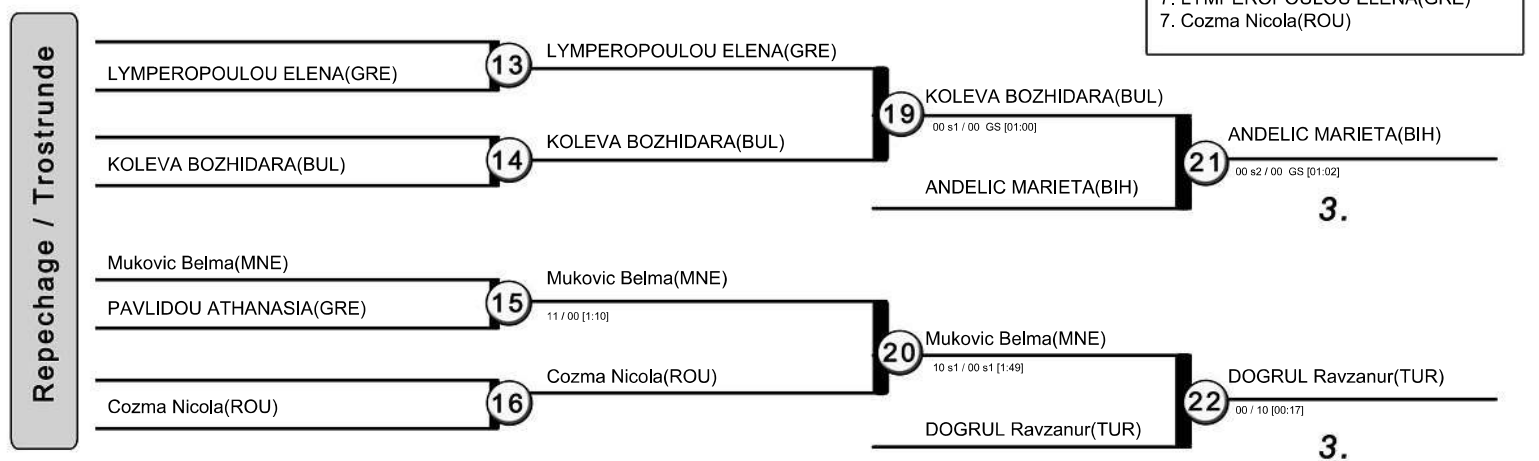 7. LYMPEROPOULOU ELENA(GRE)
7. Cozma Nicola(ROU)
Repechage / Trostrunde
LYMPEROPOULOU ELENA(GRE)
13
LYMPEROPOULOU ELENA(GRE)
KOLEVA BOZHIDARA(BUL)
14
KOLEVA BOZHIDARA(BUL)
19
KOLEVA BOZHIDARA(BUL)
00 s1 / 00 GS [01:00]
ANDELIC MARIETA(BIH)
21
ANDELIC MARIETA(BIH)
00 s2 / 00 GS [01:02]
3.
Mukovic Belma(MNE)
PAVLIDOU ATHANASIA(GRE)
15
Mukovic Belma(MNE)
11 / 00 [1:10]
Cozma Nicola(ROU)
16
Cozma Nicola(ROU)
20
Mukovic Belma(MNE)
10 s1 / 00 s1 [1:49]
DOGRUL Ravzanur(TUR)
22
DOGRUL Ravzanur(TUR)
00 / 10 [00:17]
3.